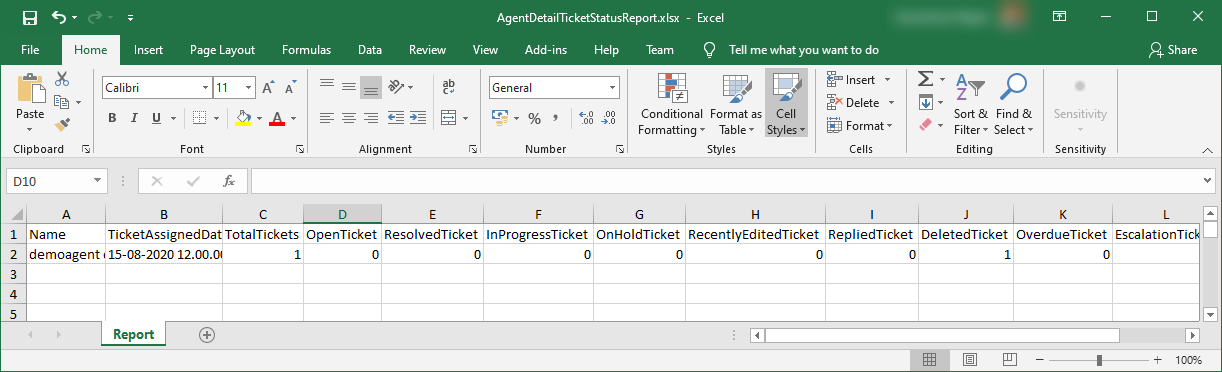 AgentDetailTicketStatusReport.xlsx - Excel
File Home Insert Page Layout Formulas Data Review View Add-ins Help Team Tell me what you want to do Share
Paste
Clipboard
Calibri 11
B I U
Font
ab
Alignment
General
% ,
Number
Conditional Formatting
Format as Table
Cell Styles
Styles
Insert
Delete
Format
Cells
Sort & Filter
Find & Select
Editing
Sensitivity
Sensitivity
D10 fx
A B C D E F G H I J K L
1 Name TicketAssignedDat TotalTickets OpenTicket ResolvedTicket InProgressTicket OnHoldTicket RecentlyEditedTicket RepliedTicket DeletedTicket OverdueTicket EscalationTick
2 demoagent 15-08-2020 12.00.00 1 0 0 0 0 0 0 1 0
3
4
5
Report
100%